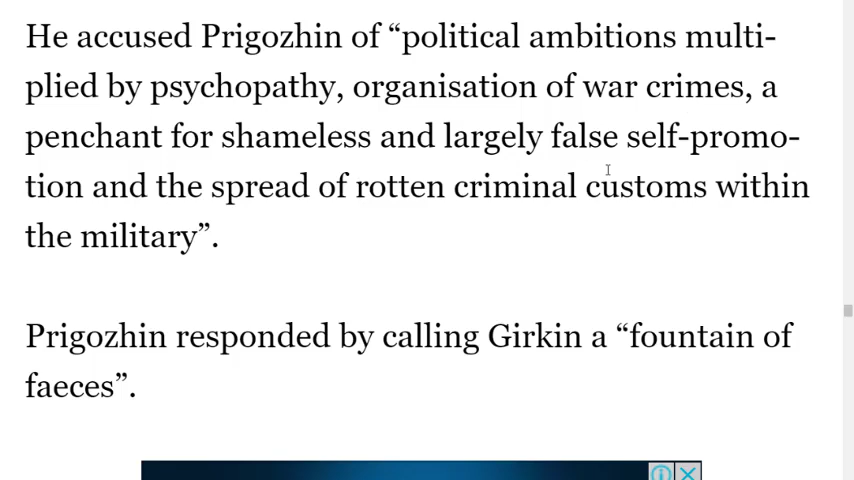 He accused Prigozhin of “political ambitions multi-
plied by psychopathy, organisation of war crimes, a
penchant for shameless and largely false self-promo-
tion and the spread of rotten criminal customs within
the military”.
Prigozhin responded by calling Girkin a “fountain of
faeces”.